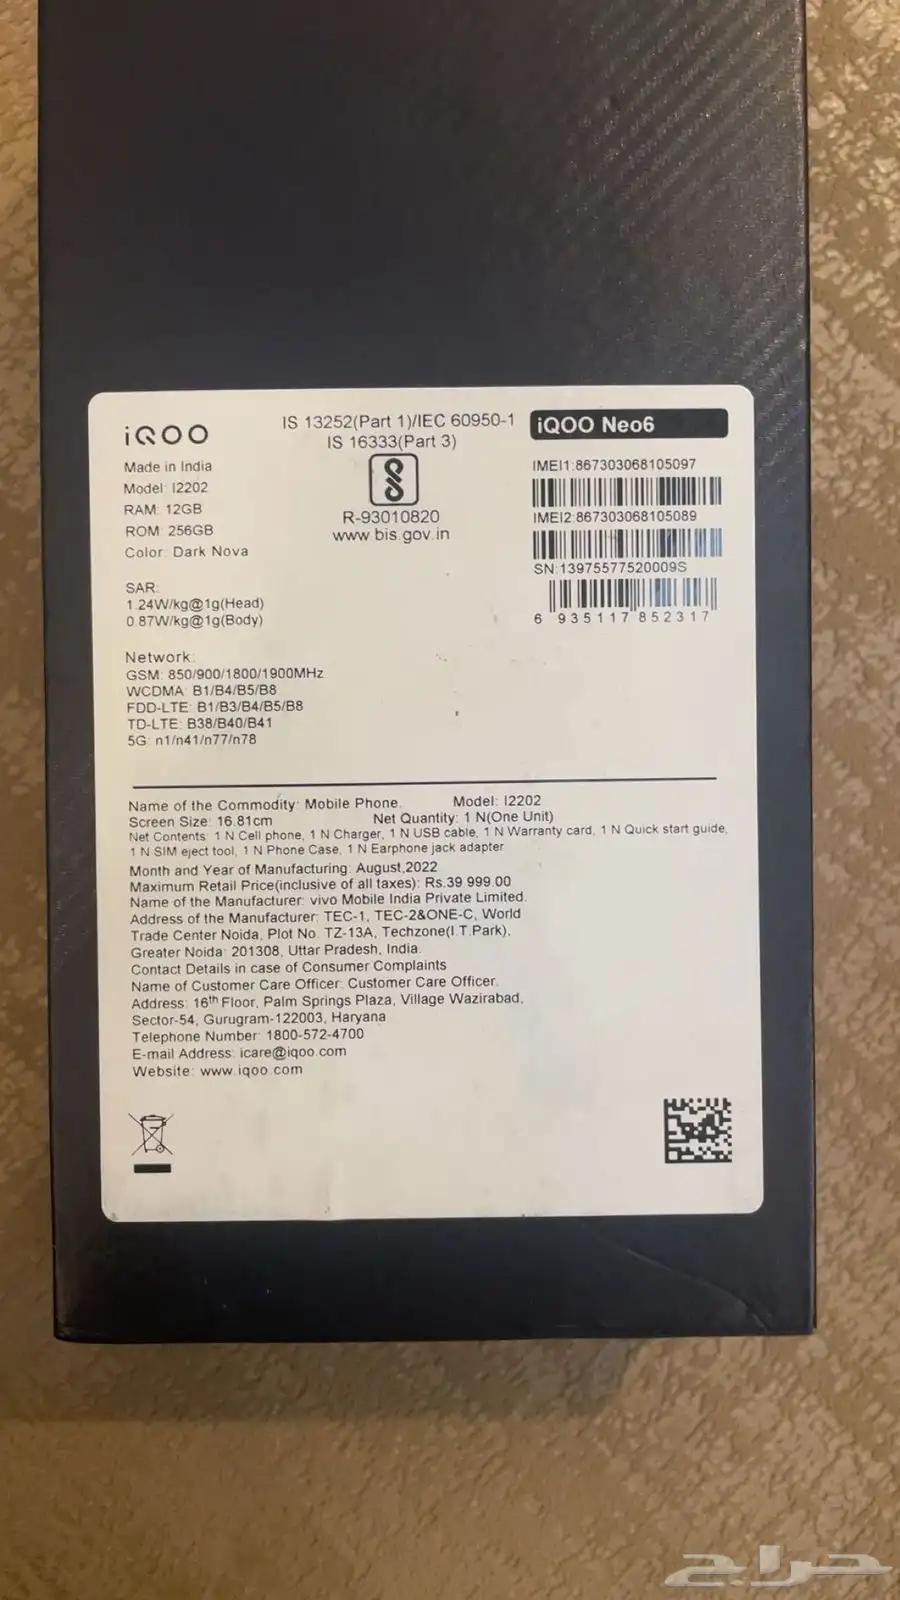 iQOO
Made in India
Model: I2202
RAM: 12GB
ROM: 256GB
Color: Dark Nova
IS 13252(Part 1)/IEC 60950-1
IS 16333(Part 3)
R-93010820
www.bis.gov.in
iQOO Neo6
IMEI1:867303068105097
IMEI2:867303068105089
SN:13975577520009S
6 935117 852317
SAR:
1.24W/kg@1g(Head)
0.87W/kg@1g(Body)
Network:
GSM: 850/900/1800/1900MHz
WCDMA: B1/B4/B5/B8
FDD-LTE: B1/B3/B4/B5/B8
TD-LTE: B38/B40/B41
5G: n1/n41/n77/n78
Name of the Commodity: Mobile Phone. Model: I2202
Screen Size: 16.81cm Net Quantity: 1 N(One Unit)
Net Contents: 1 N Cell phone, 1 N Charger, 1 N USB cable, 1 N Warranty card, 1 N Quick start guide,
1 N SIM eject tool, 1 N Phone Case, 1 N Earphone jack adapter
Month and Year of Manufacturing: August,2022
Maximum Retail Price(inclusive of all taxes): Rs.39 999.00
Name of the Manufacturer: vivo Mobile India Private Limited.
Address of the Manufacturer: TEC-1, TEC-2&ONE-C, World
Trade Center Noida, Plot No. TZ-13A, Techzone(I.T.Park),
Greater Noida: 201308, Uttar Pradesh, India.
Contact Details in case of Consumer Complaints
Name of Customer Care Officer: Customer Care Officer.
Address: 16th Floor, Palm Springs Plaza, Village Wazirabad,
Sector-54, Gurugram-122003, Haryana
Telephone Number: 1800-572-4700
E-mail Address: icare@iqoo.com
Website: www.iqoo.com
حراج